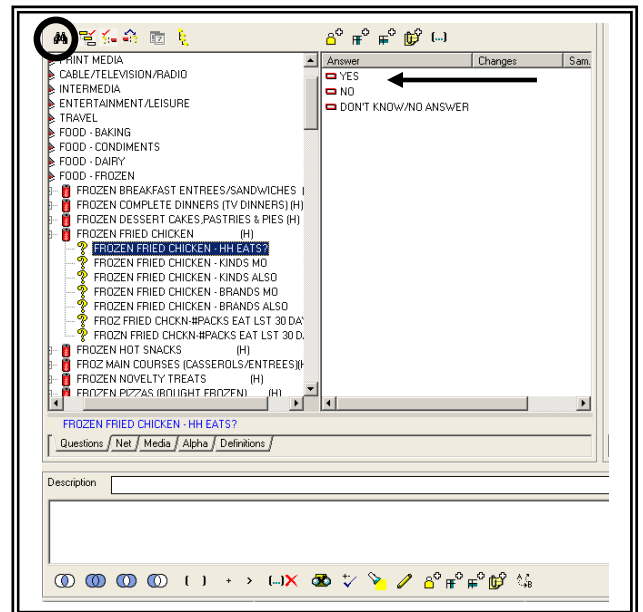 PRINT MEDIA
CABLE/TELEVISION/RADIO
INTERMEDIA
ENTERTAINMENT/LEISURE
TRAVEL
FOOD - BAKING
FOOD - CONDIMENTS
FOOD - DAIRY
FOOD - FROZEN
FROZEN BREAKFAST ENTREES/SANDWICHES (
FROZEN COMPLETE DINNERS (TV DINNERS) (H)
FROZEN DESSERT CAKES,PASTRIES & PIES (H)
FROZEN FRIED CHICKEN (H)
FROZEN FRIED CHICKEN - HH EATS?
FROZEN FRIED CHICKEN - KINDS MO
FROZEN FRIED CHICKEN - KINDS ALSO
FROZEN FRIED CHICKEN - BRANDS MO
FROZEN FRIED CHICKEN - BRANDS ALSO
FROZ FRIED CHCKN-#PACKS EAT LST 30 DAY
FROZN FRIED CHCKN-#PACKS EAT LST 30 D
FROZEN HOT SNACKS (H)
FROZ MAIN COURSES (CASSEROLS/ENTREES)(H
FROZEN NOVELTY TREATS (H)
FROZEN PIZZAS (BOUGHT FROZEN) (H)
Answer Changes Sam
YES
NO
DON'T KNOW/NO ANSWER
FROZEN FRIED CHICKEN - HH EATS?
Questions Net Media Alpha Definitions
Description
( ) + > (...)